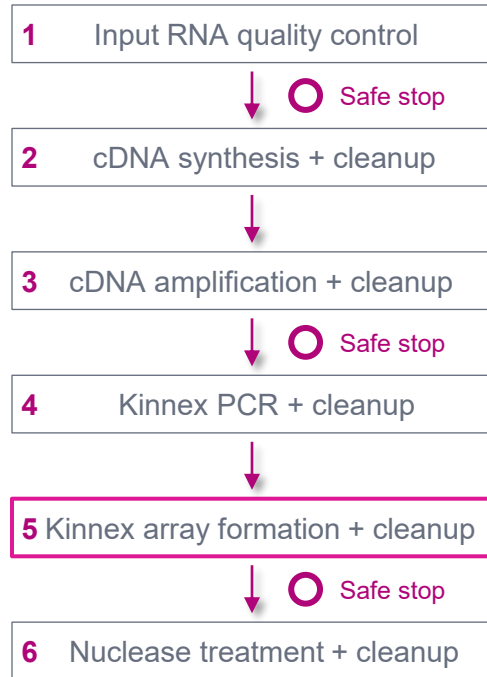 1 Input RNA quality control
Safe stop
2 cDNA synthesis + cleanup
3 cDNA amplification + cleanup
Safe stop
4 Kinnex PCR + cleanup
5 Kinnex array formation + cleanup
Safe stop
6 Nuclease treatment + cleanup